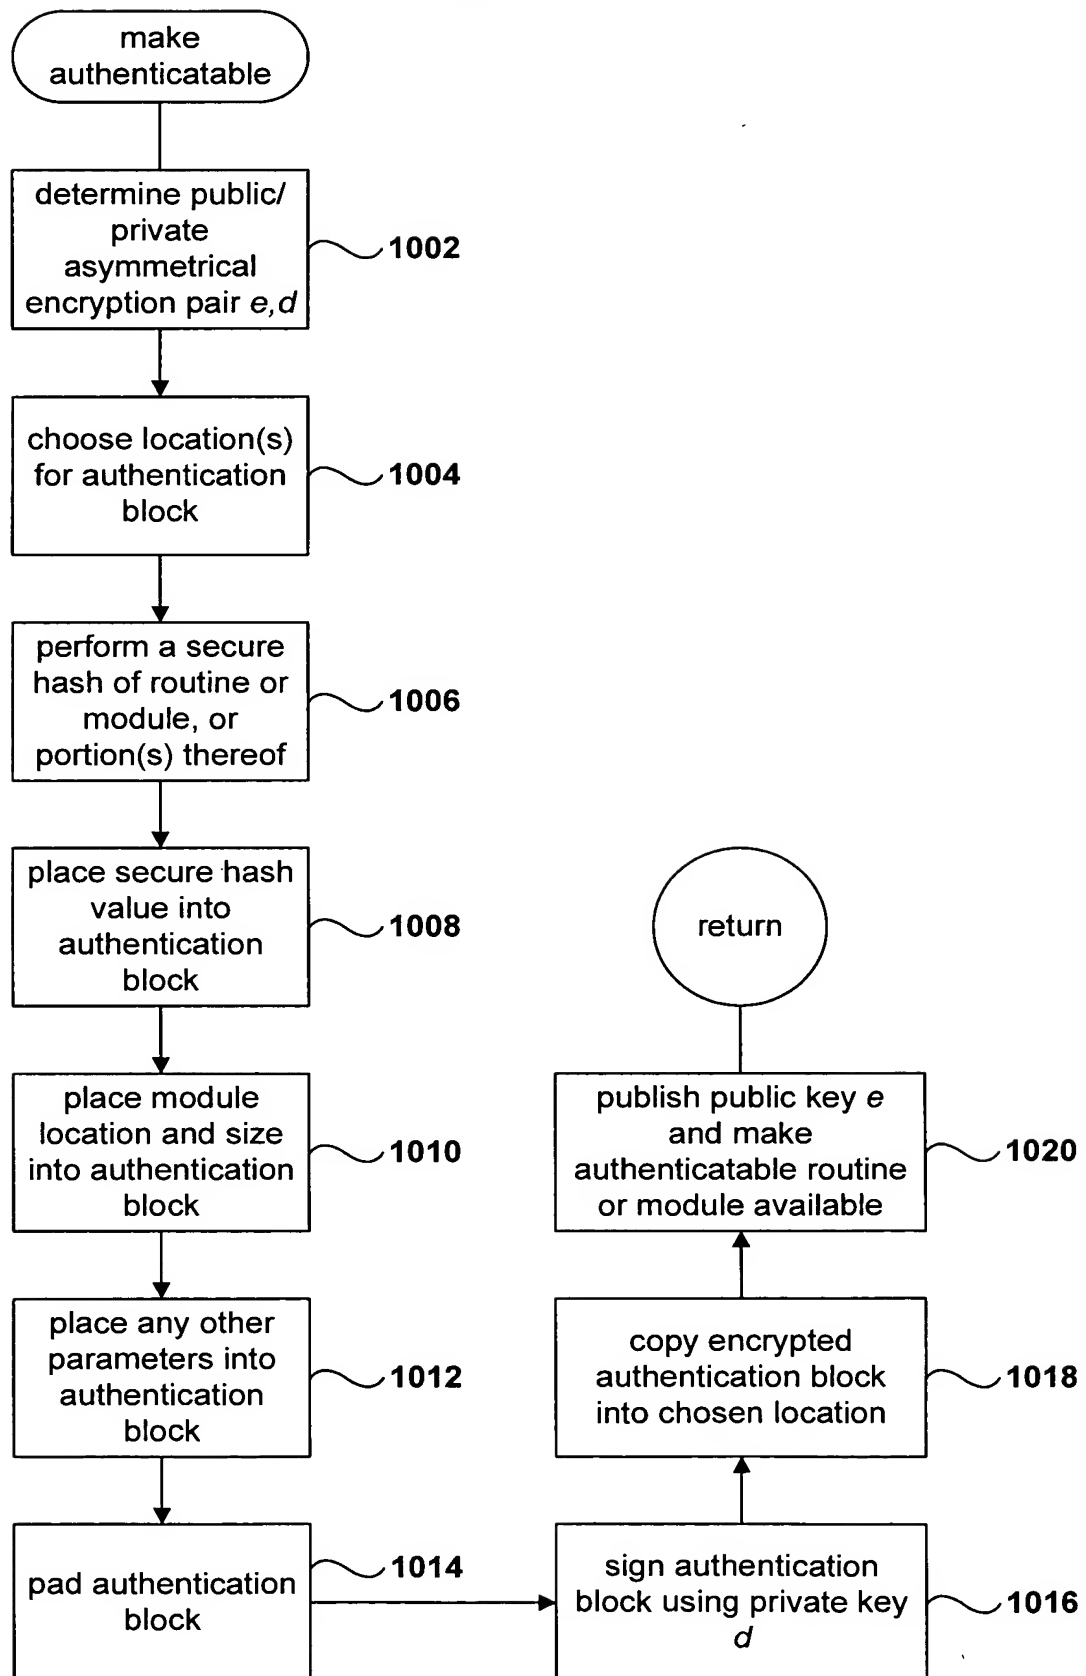 make
authenticatable
determine public/
private
asymmetrical
encryption pair e,d
1002
choose location(s)
for authentication
block
1004
perform a secure
hash of routine or
module, or
portion(s) thereof
1006
place secure hash
value into
authentication
block
1008
place module
location and size
into authentication
block
1010
place any other
parameters into
authentication
block
1012
pad authentication
block
1014
sign authentication
block using private key
d
1016
copy encrypted
authentication block
into chosen location
1018
publish public key e
and make
authenticatable routine
or module available
1020
return